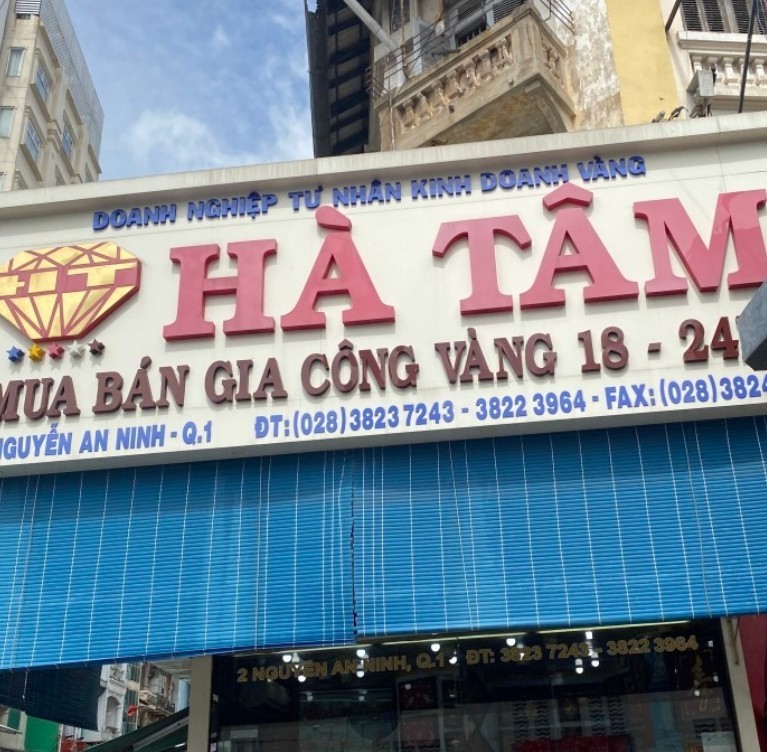 DOANH NGHIỆP TƯ NHÂN KINH DOANH VÀNG
HÀ TÂM
HT
MUA BÁN GIA CÔNG VÀNG 18 - 24
NGUYỄN AN NINH - Q.1 ĐT: (028) 3823 7243 - 3822 3964 - FAX: (028) 3824
2 NGUYỄN AN NINH, Q.1 ĐT: 3823 7243 - 3822 3964